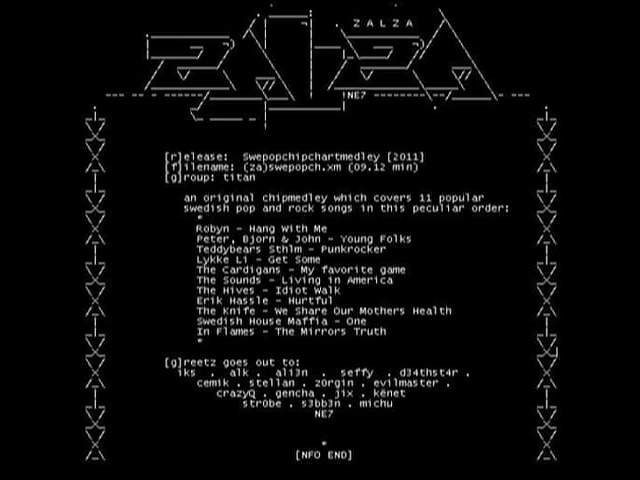 ZALZA
NE7
[r]elease: Swepopchipchartmedley [2011]
[f]ilename: (za)swepopch.xm (09.12 min)
[g]roup: titan
an original chipmedley which covers 11 popular
swedish pop and rock songs in this peculiar order:
*
Robyn - Hang With Me
Peter, Bjorn & John - Young Folks
Teddybears Sthlm - Punkrocker
Lykke Li - Get Some
The Cardigans - My favorite game
The Sounds - Living in America
The Hives - Idiot Walk
Erik Hassle - Hurtful
The Knife - We Share Our Mothers Health
Swedish House Maffia - One
In Flames - The Mirrors Truth
*
[g]reetz goes out to:
iks . alk . ali3n . seffy . d34thst4r .
cemik . stellan . z0rgin . evilmaster .
crazyQ . gencha . jix . kënet
str0be . s3bb3n . michu
NE7
*
[NFO END]